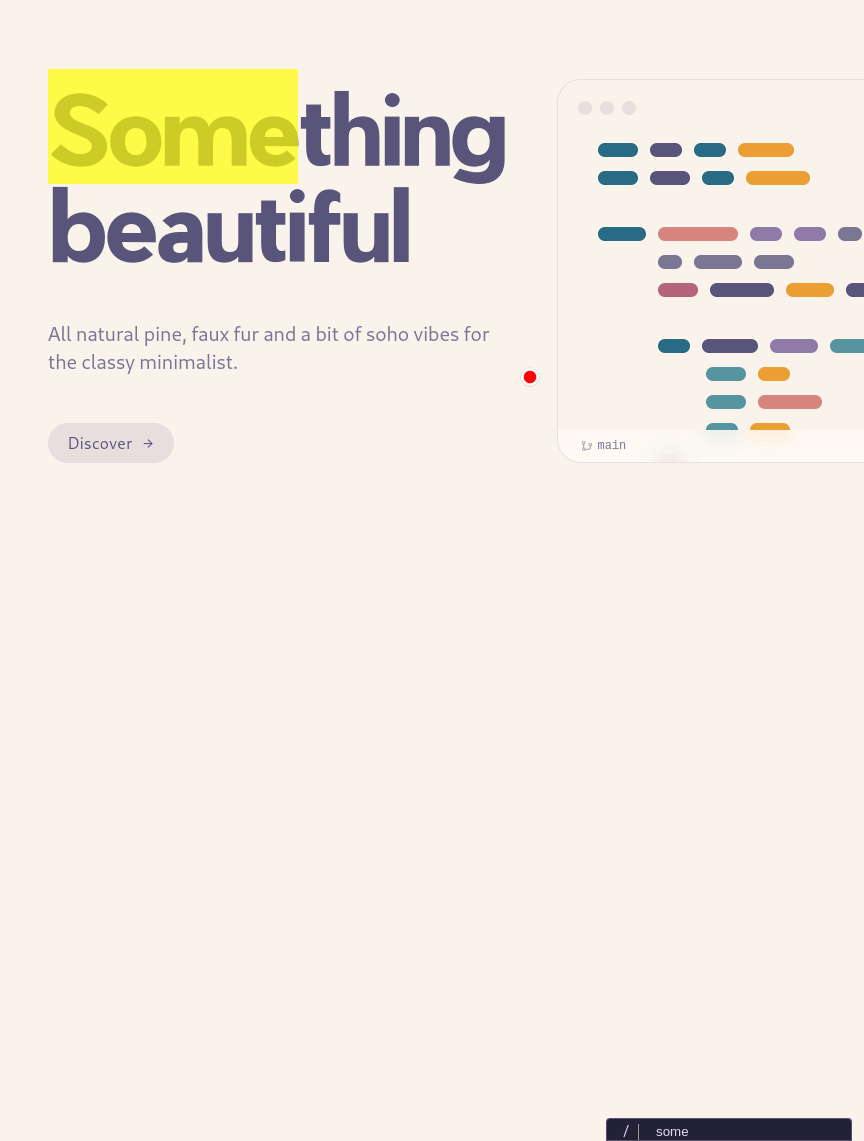 Something
beautiful
All natural pine, faux fur and a bit of soho vibes for
the classy minimalist.
Discover →
main
/ some